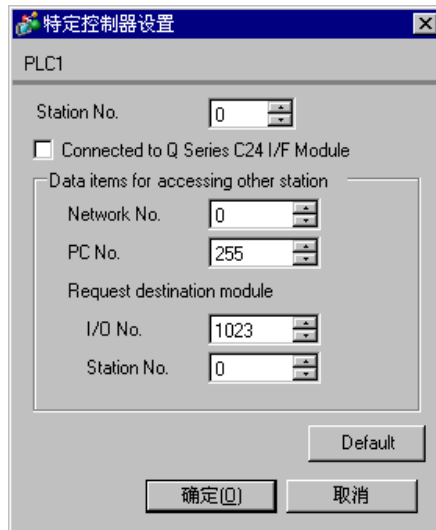 特定控制器设置
PLC1
Station No. 0
Connected to Q Series C24 I/F Module
Data items for accessing other station
Network No. 0
PC No. 255
Request destination module
I/O No. 1023
Station No. 0
Default
确定(O) 取消